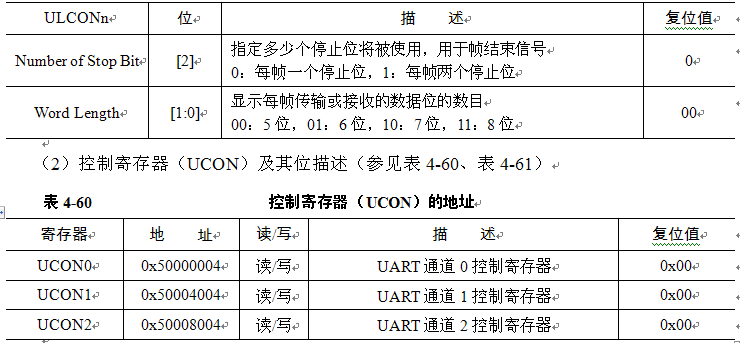 ULCONn 位 描 述 复位值
Number of Stop Bit [2] 指定多少个停止位将被使用，用于帧结束信号
0：每帧一个停止位，1：每帧两个停止位 0
Word Length [1:0] 显示每帧传输或接收的数据位的数目
00：5 位，01：6 位，10：7 位，11：8 位 00
（2）控制寄存器（UCON）及其位描述（参见表 4-60、表 4-61）
表 4-60 控制寄存器（UCON）的地址
寄存器 地 址 读/写 描 述 复位值
UCON0 0x50000004 读/写 UART 通道 0 控制寄存器 0x00
UCON1 0x50004004 读/写 UART 通道 1 控制寄存器 0x00
UCON2 0x50008004 读/写 UART 通道 2 控制寄存器 0x00